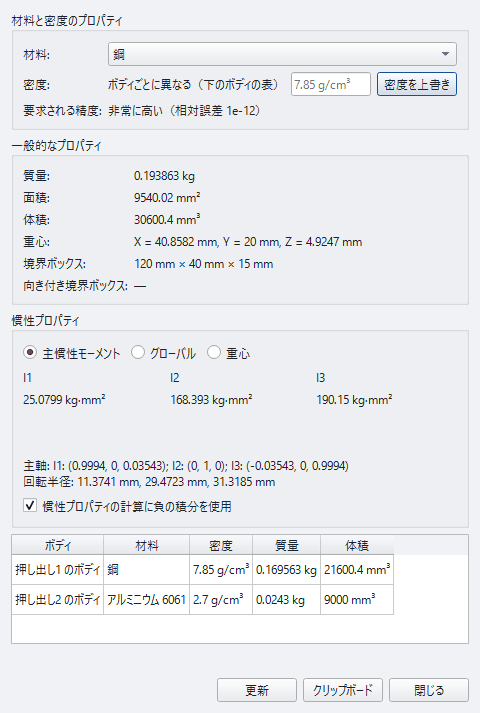 材料と密度のプロパティ
材料: 鋼
密度: ボディごとに異なる（下のボディの表） 7.85 g/cm³ 密度を上書き
要求される精度: 非常に高い（相対誤差 1e-12）
一般的なプロパティ
質量: 0.193863 kg
面積: 9540.02 mm²
体積: 30600.4 mm³
重心: X = 40.8582 mm, Y = 20 mm, Z = 4.9247 mm
境界ボックス: 120 mm × 40 mm × 15 mm
向き付き境界ボックス: —
慣性プロパティ
主慣性モーメント グローバル 重心
I1 I2 I3
25.0799 kg·mm² 168.393 kg·mm² 190.15 kg·mm²
主軸: I1: (0.9994, 0, 0.03543); I2: (0, 1, 0); I3: (-0.03543, 0, 0.9994)
回転半径: 11.3741 mm, 29.4723 mm, 31.3185 mm
慣性プロパティの計算に負の積分を使用
ボディ 材料 密度 質量 体積
押し出し1 のボディ 鋼 7.85 g/cm³ 0.169563 kg 21600.4 mm³
押し出し2 のボディ アルミニウム 6061 2.7 g/cm³ 0.0243 kg 9000 mm³
更新 クリップボード 閉じる